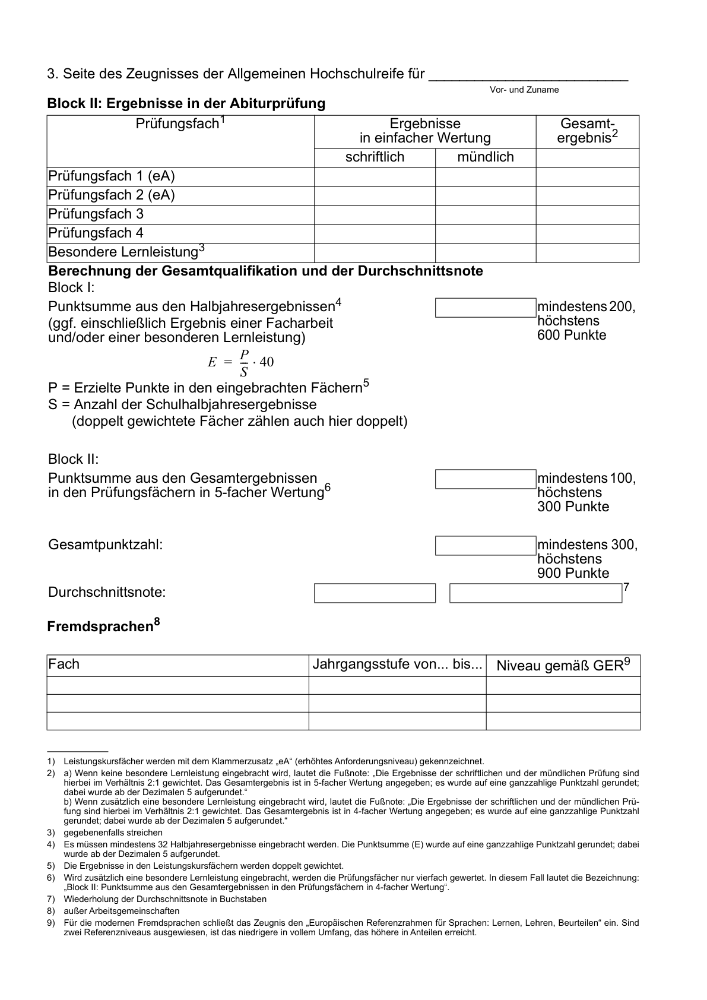 3. Seite des Zeugnisses der Allgemeinen Hochschulreife für __________________________
Vor- und Zuname
Block II: Ergebnisse in der Abiturprüfung
Prüfungsfach1
Ergebnisse
in einfacher Wertung
Gesamt-
ergebnis2
schriftlich
mündlich
Prüfungsfach 1 (eA)
Prüfungsfach 2 (eA)
Prüfungsfach 3
Prüfungsfach 4
Besondere Lernleistung3
Berechnung der Gesamtqualifikation und der Durchschnittsnote
Block I:
Punktsumme aus den Halbjahresergebnissen4
(ggf. einschließlich Ergebnis einer Facharbeit
und/oder einer besonderen Lernleistung)
mindestens 200,
höchstens
600 Punkte
E = P/S · 40
P = Erzielte Punkte in den eingebrachten Fächern5
S = Anzahl der Schulhalbjahresergebnisse
(doppelt gewichtete Fächer zählen auch hier doppelt)
Block II:
Punktsumme aus den Gesamtergebnissen
in den Prüfungsfächern in 5-facher Wertung6
mindestens 100,
höchstens
300 Punkte
Gesamtpunktzahl:
mindestens 300,
höchstens
900 Punkte
Durchschnittsnote:
7
Fremdsprachen8
Fach
Jahrgangsstufe von... bis...
Niveau gemäß GER9
1) Leistungskursfächer werden mit dem Klammerzusatz „eA“ (erhöhtes Anforderungsniveau) gekennzeichnet.
2) a) Wenn keine besondere Lernleistung eingebracht wird, lautet die Fußnote: „Die Ergebnisse der schriftlichen und der mündlichen Prüfung sind
hierbei im Verhältnis 2:1 gewichtet. Das Gesamtergebnis ist in 5-facher Wertung angegeben; es wurde auf eine ganzzahlige Punktzahl gerundet;
dabei wurde ab der Dezimalen 5 aufgerundet.“
b) Wenn zusätzlich eine besondere Lernleistung eingebracht wird, lautet die Fußnote: „Die Ergebnisse der schriftlichen und der mündlichen Prü-
fung sind hierbei im Verhältnis 2:1 gewichtet. Das Gesamtergebnis ist in 4-facher Wertung angegeben; es wurde auf eine ganzzahlige Punktzahl
gerundet; dabei wurde ab der Dezimalen 5 aufgerundet.“
3) gegebenenfalls streichen
4) Es müssen mindestens 32 Halbjahresergebnisse eingebracht werden. Die Punktsumme (E) wurde auf eine ganzzahlige Punktzahl gerundet; dabei
wurde ab der Dezimalen 5 aufgerundet.
5) Die Ergebnisse in den Leistungskursfächern werden doppelt gewichtet.
6) Wird zusätzlich eine besondere Lernleistung eingebracht, werden die Prüfungsfächer nur vierfach gewertet. In diesem Fall lautet die Bezeichnung:
„Block II: Punktsumme aus den Gesamtergebnissen in den Prüfungsfächern in 4-facher Wertung“.
7) Wiederholung der Durchschnittsnote in Buchstaben
8) außer Arbeitsgemeinschaften
9) Für die modernen Fremdsprachen schließt das Zeugnis den „Europäischen Referenzrahmen für Sprachen: Lernen, Lehren, Beurteilen“ ein. Sind
zwei Referenzniveaus ausgewiesen, ist das niedrigere in vollem Umfang, das höhere in Anteilen erreicht.